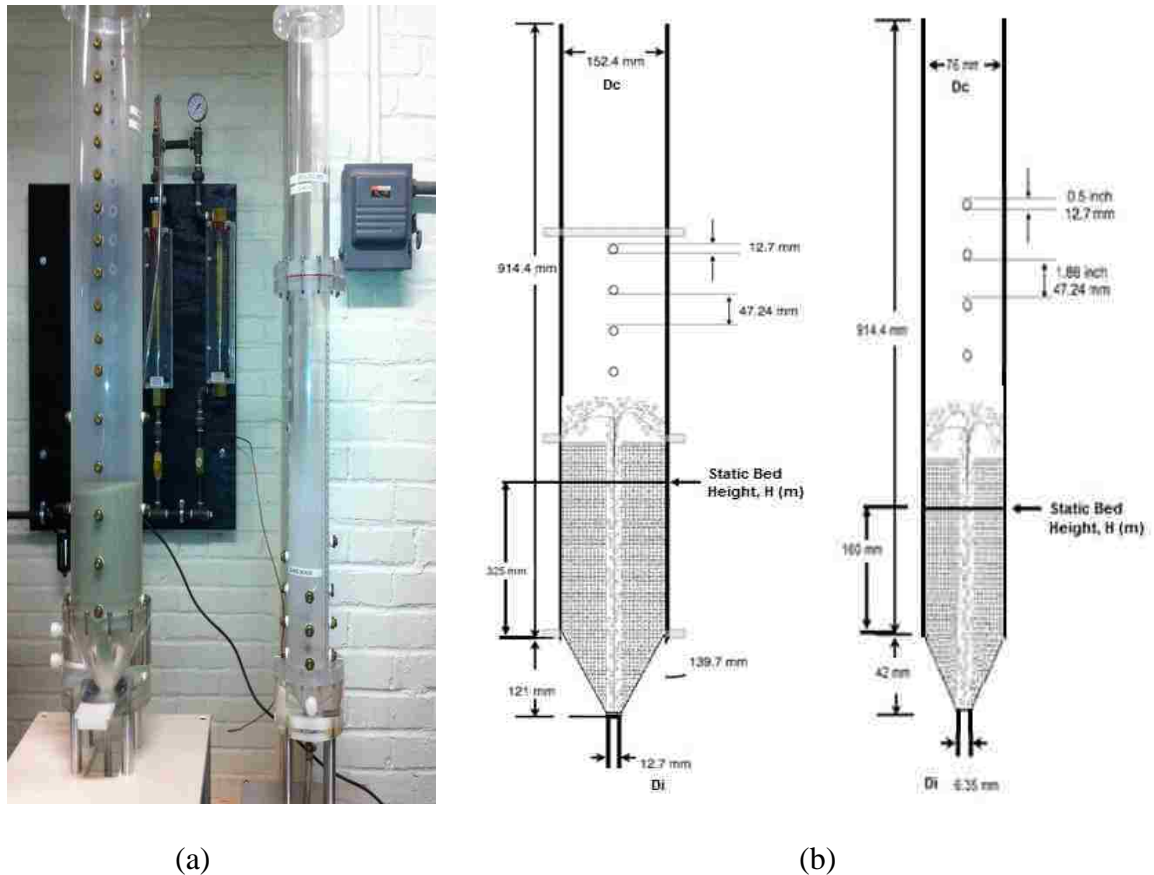 152.4 mm
Dc
12.7 mm
914.4 mm
47.24 mm
Static Bed
Height, H (m)
325 mm
139.7 mm
121 mm
12.7 mm
Di
76 mm
Dc
0.5 inch
12.7 mm
1.86 inch
47.24 mm
914.4 mm
Static Bed
Height, H (m)
160 mm
42 mm
Di 6.35 mm
(a)
(b)